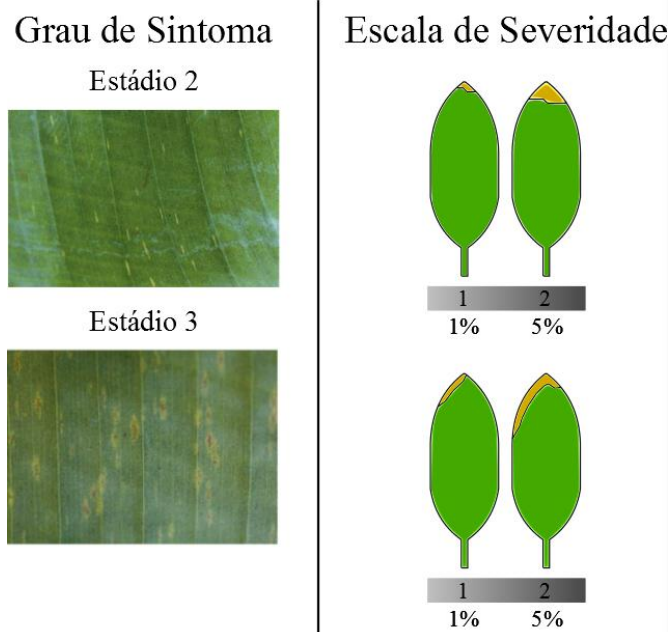 Grau de Sintoma
Estádio 2
Estádio 3
Escala de Severidade
1 2
1% 5%
1 2
1% 5%